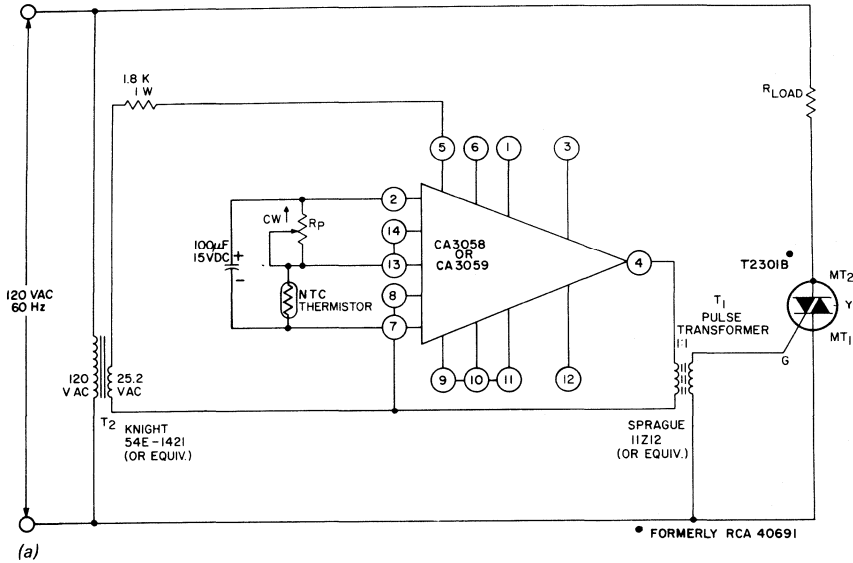 1.8 K
1 W
R LOAD
5
6
1
3
2
CW
RP
14
100µF
15VDC
+
-
13
CA3058
OR
CA3059
4
NTC
THERMISTOR
8
7
T2301B
MT2
Y
MT1
G
120 VAC
60 Hz
T1
PULSE
TRANSFORMER
1:1
9
10
11
12
120
V AC
25.2
VAC
T2
KNIGHT
54E-1421
(OR EQUIV.)
SPRAGUE
11Z12
(OR EQUIV.)
• FORMERLY RCA 40691
(a)